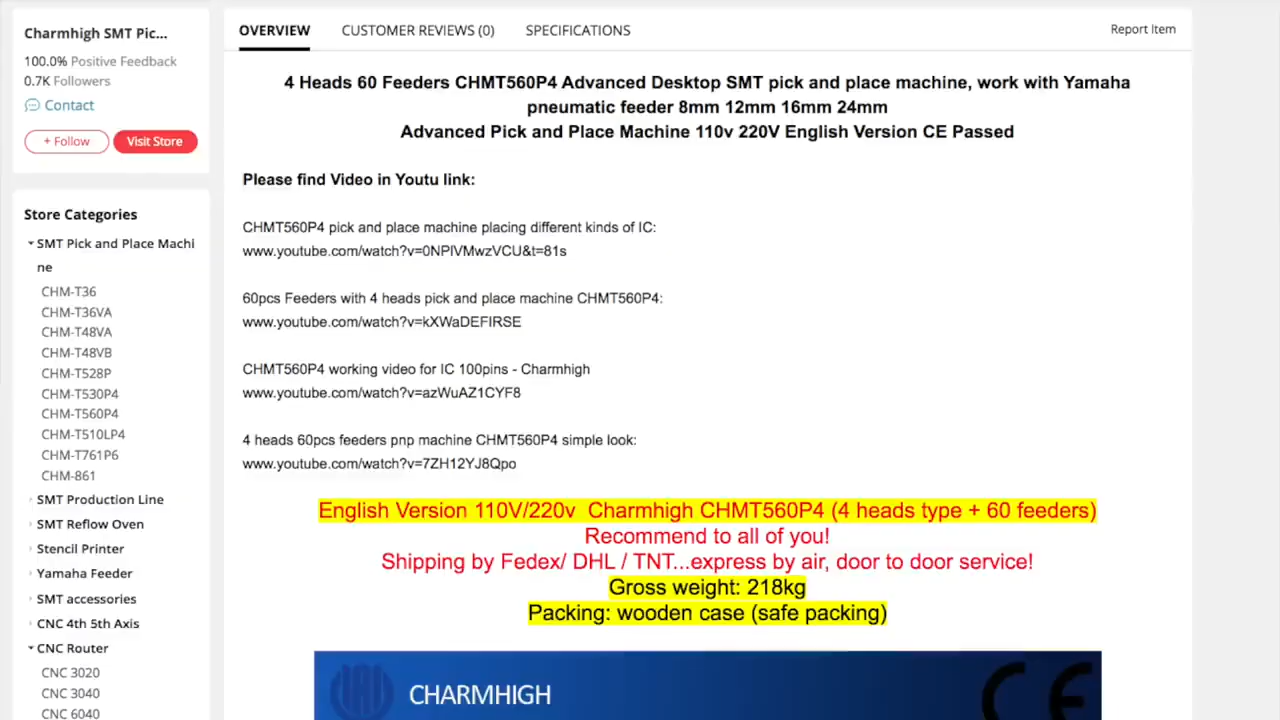 Charmhigh SMT Pic...
100.0% Positive Feedback
0.7K Followers
Contact
+ Follow
Visit Store
Store Categories
SMT Pick and Place Machi
ne
CHM-T36
CHM-T36VA
CHM-T48VA
CHM-T48VB
CHM-T528P
CHM-T530P4
CHM-T560P4
CHM-T510LP4
CHM-T761P6
CHM-861
SMT Production Line
SMT Reflow Oven
Stencil Printer
Yamaha Feeder
SMT accessories
CNC 4th 5th Axis
CNC Router
CNC 3020
CNC 3040
CNC 6040
OVERVIEW
CUSTOMER REVIEWS (0)
SPECIFICATIONS
Report Item
4 Heads 60 Feeders CHMT560P4 Advanced Desktop SMT pick and place machine, work with Yamaha
pneumatic feeder 8mm 12mm 16mm 24mm
Advanced Pick and Place Machine 110v 220V English Version CE Passed
Please find Video in Youtu link:
CHMT560P4 pick and place machine placing different kinds of IC:
www.youtube.com/watch?v=0NPIVMwzVCU&t=81s
60pcs Feeders with 4 heads pick and place machine CHMT560P4:
www.youtube.com/watch?v=kXWaDEFIRSE
CHMT560P4 working video for IC 100pins - Charmhigh
www.youtube.com/watch?v=azWuAZ1CYF8
4 heads 60pcs feeders pnp machine CHMT560P4 simple look:
www.youtube.com/watch?v=7ZH12YJ8Qpo
English Version 110V/220v  Charmhigh CHMT560P4 (4 heads type + 60 feeders)
Recommend to all of you!
Shipping by Fedex/ DHL / TNT...express by air, door to door service!
Gross weight: 218kg
Packing: wooden case (safe packing)
CHARMHIGH
CE